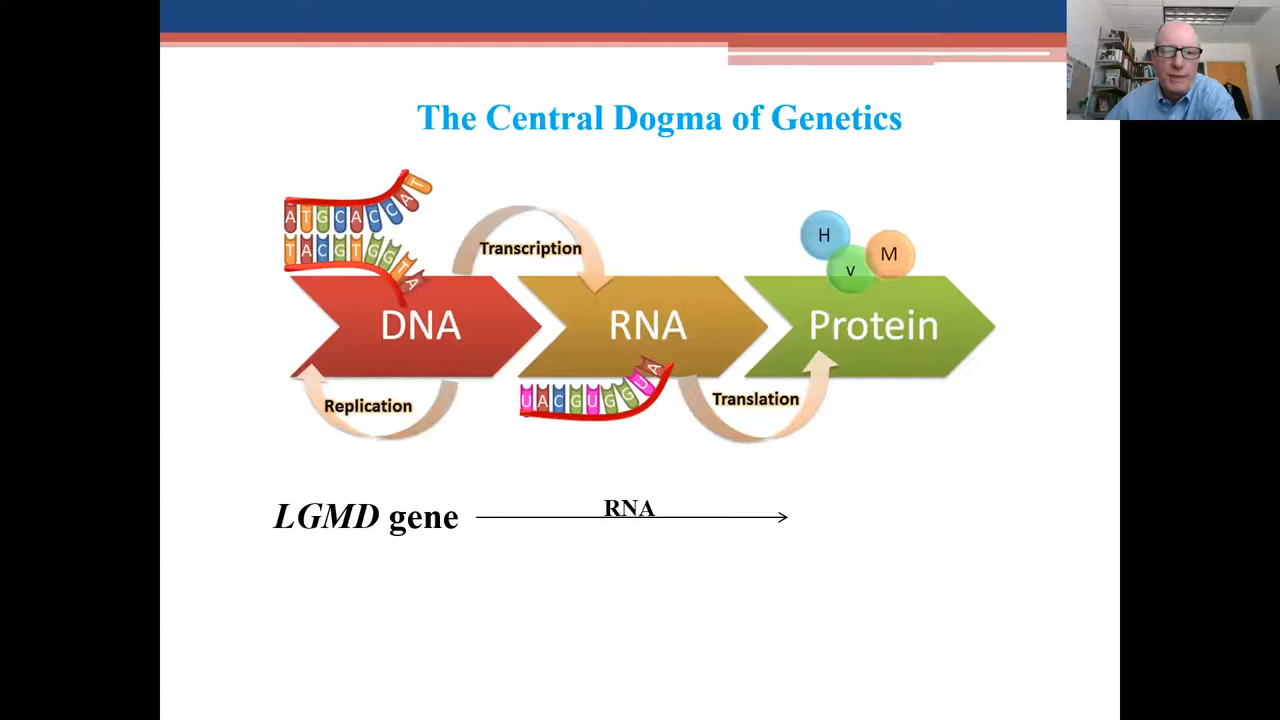 The Central Dogma of Genetics
ATGCACCAT
TACGTGGTA
Transcription
H
V
M
DNA
RNA
Protein
Replication
UACGUGGUA
Translation
LGMD gene
RNA